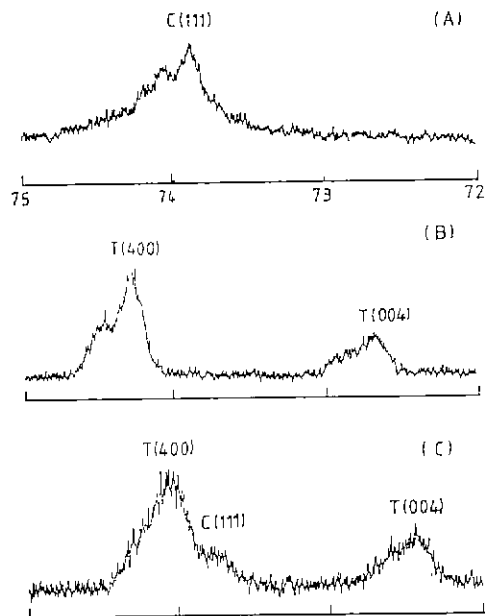 C(111)
(A)
75 74 73 72
(B)
T(400)
T(004)
(C)
T(400)
C(111)
T(004)